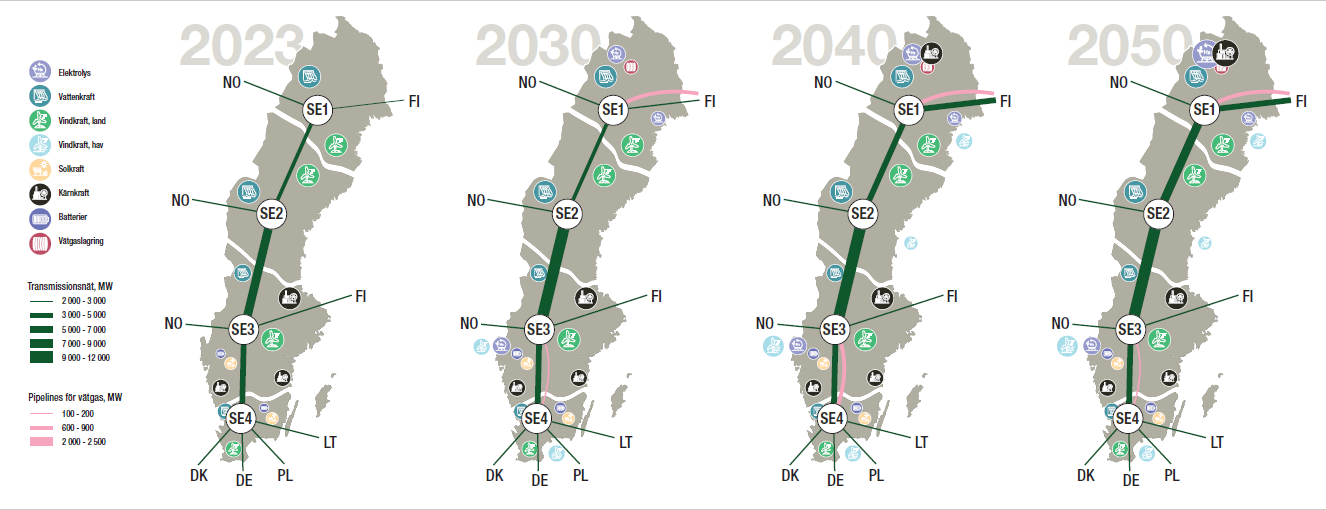 2023
2030
2040
2050
Elektrolys
Vattenkraft
Vindkraft, land
Vindkraft, hav
Solkraft
Kärnkraft
Batterier
Vätgaslagring
Transmissionsnät, MW
2 000 - 3 000
3 000 - 5 000
5 000 - 7 000
7 000 - 9 000
9 000 - 12 000
Pipelines för vätgas, MW
100 - 200
600 - 900
2 000 - 2 500
NO
SE1
FI
NO
SE2
FI
NO
SE3
SE4
LT
DK
DE
PL
NO
SE1
FI
NO
SE2
FI
NO
SE3
SE4
LT
DK
DE
PL
NO
SE1
FI
NO
SE2
FI
NO
SE3
SE4
LT
DK
DE
PL
NO
SE1
FI
NO
SE2
FI
NO
SE3
SE4
LT
DK
DE
PL